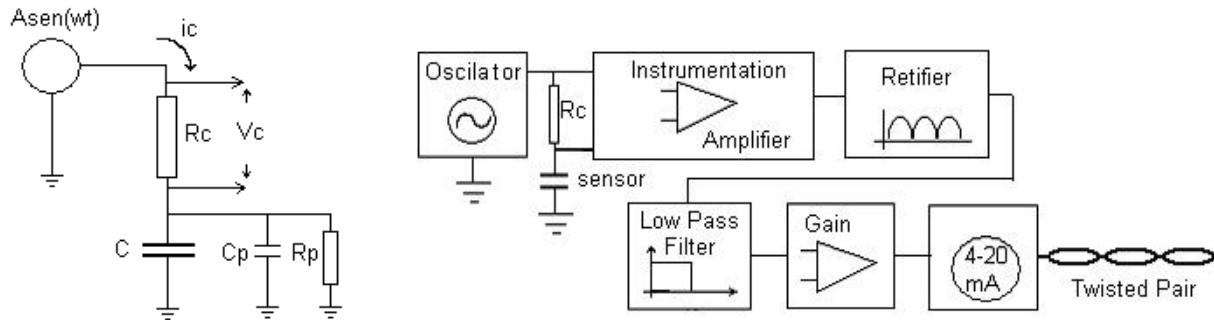 Asen(wt)
ic
Rc
Vc
C
Cp
Rp
Oscilator
Rc
sensor
Instrumentation
Amplifier
Retifier
Low Pass
Filter
Gain
4-20
mA
Twisted Pair